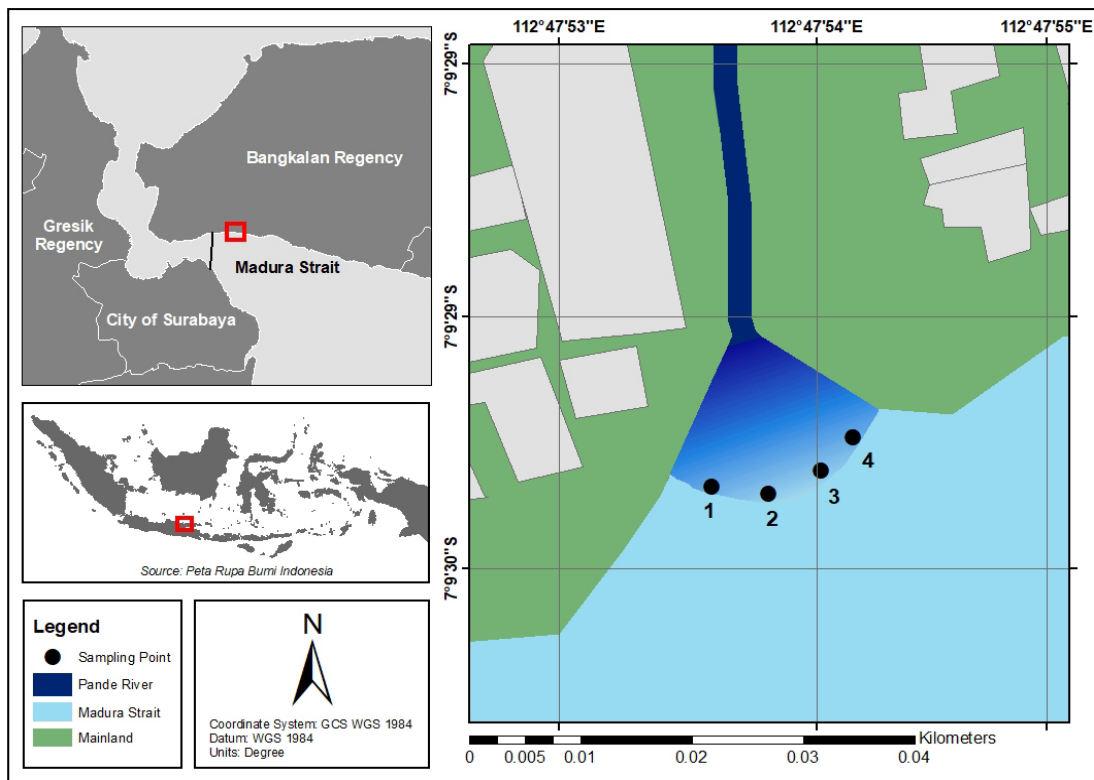 Bangkalan Regency
Gresik
Regency
Madura Strait
City of Surabaya
Source: Peta Rupa Bumi Indonesia
Legend
Sampling Point
Pande River
Madura Strait
Mainland
N
Coordinate System: GCS WGS 1984
Datum: WGS 1984
Units: Degree
112°47'53"E
112°47'54"E
112°47'55"E
7°9'29"S
7°9'29"S
7°9'30"S
1
2
3
4
Kilometers
0 0.005 0.01 0.02 0.03 0.04